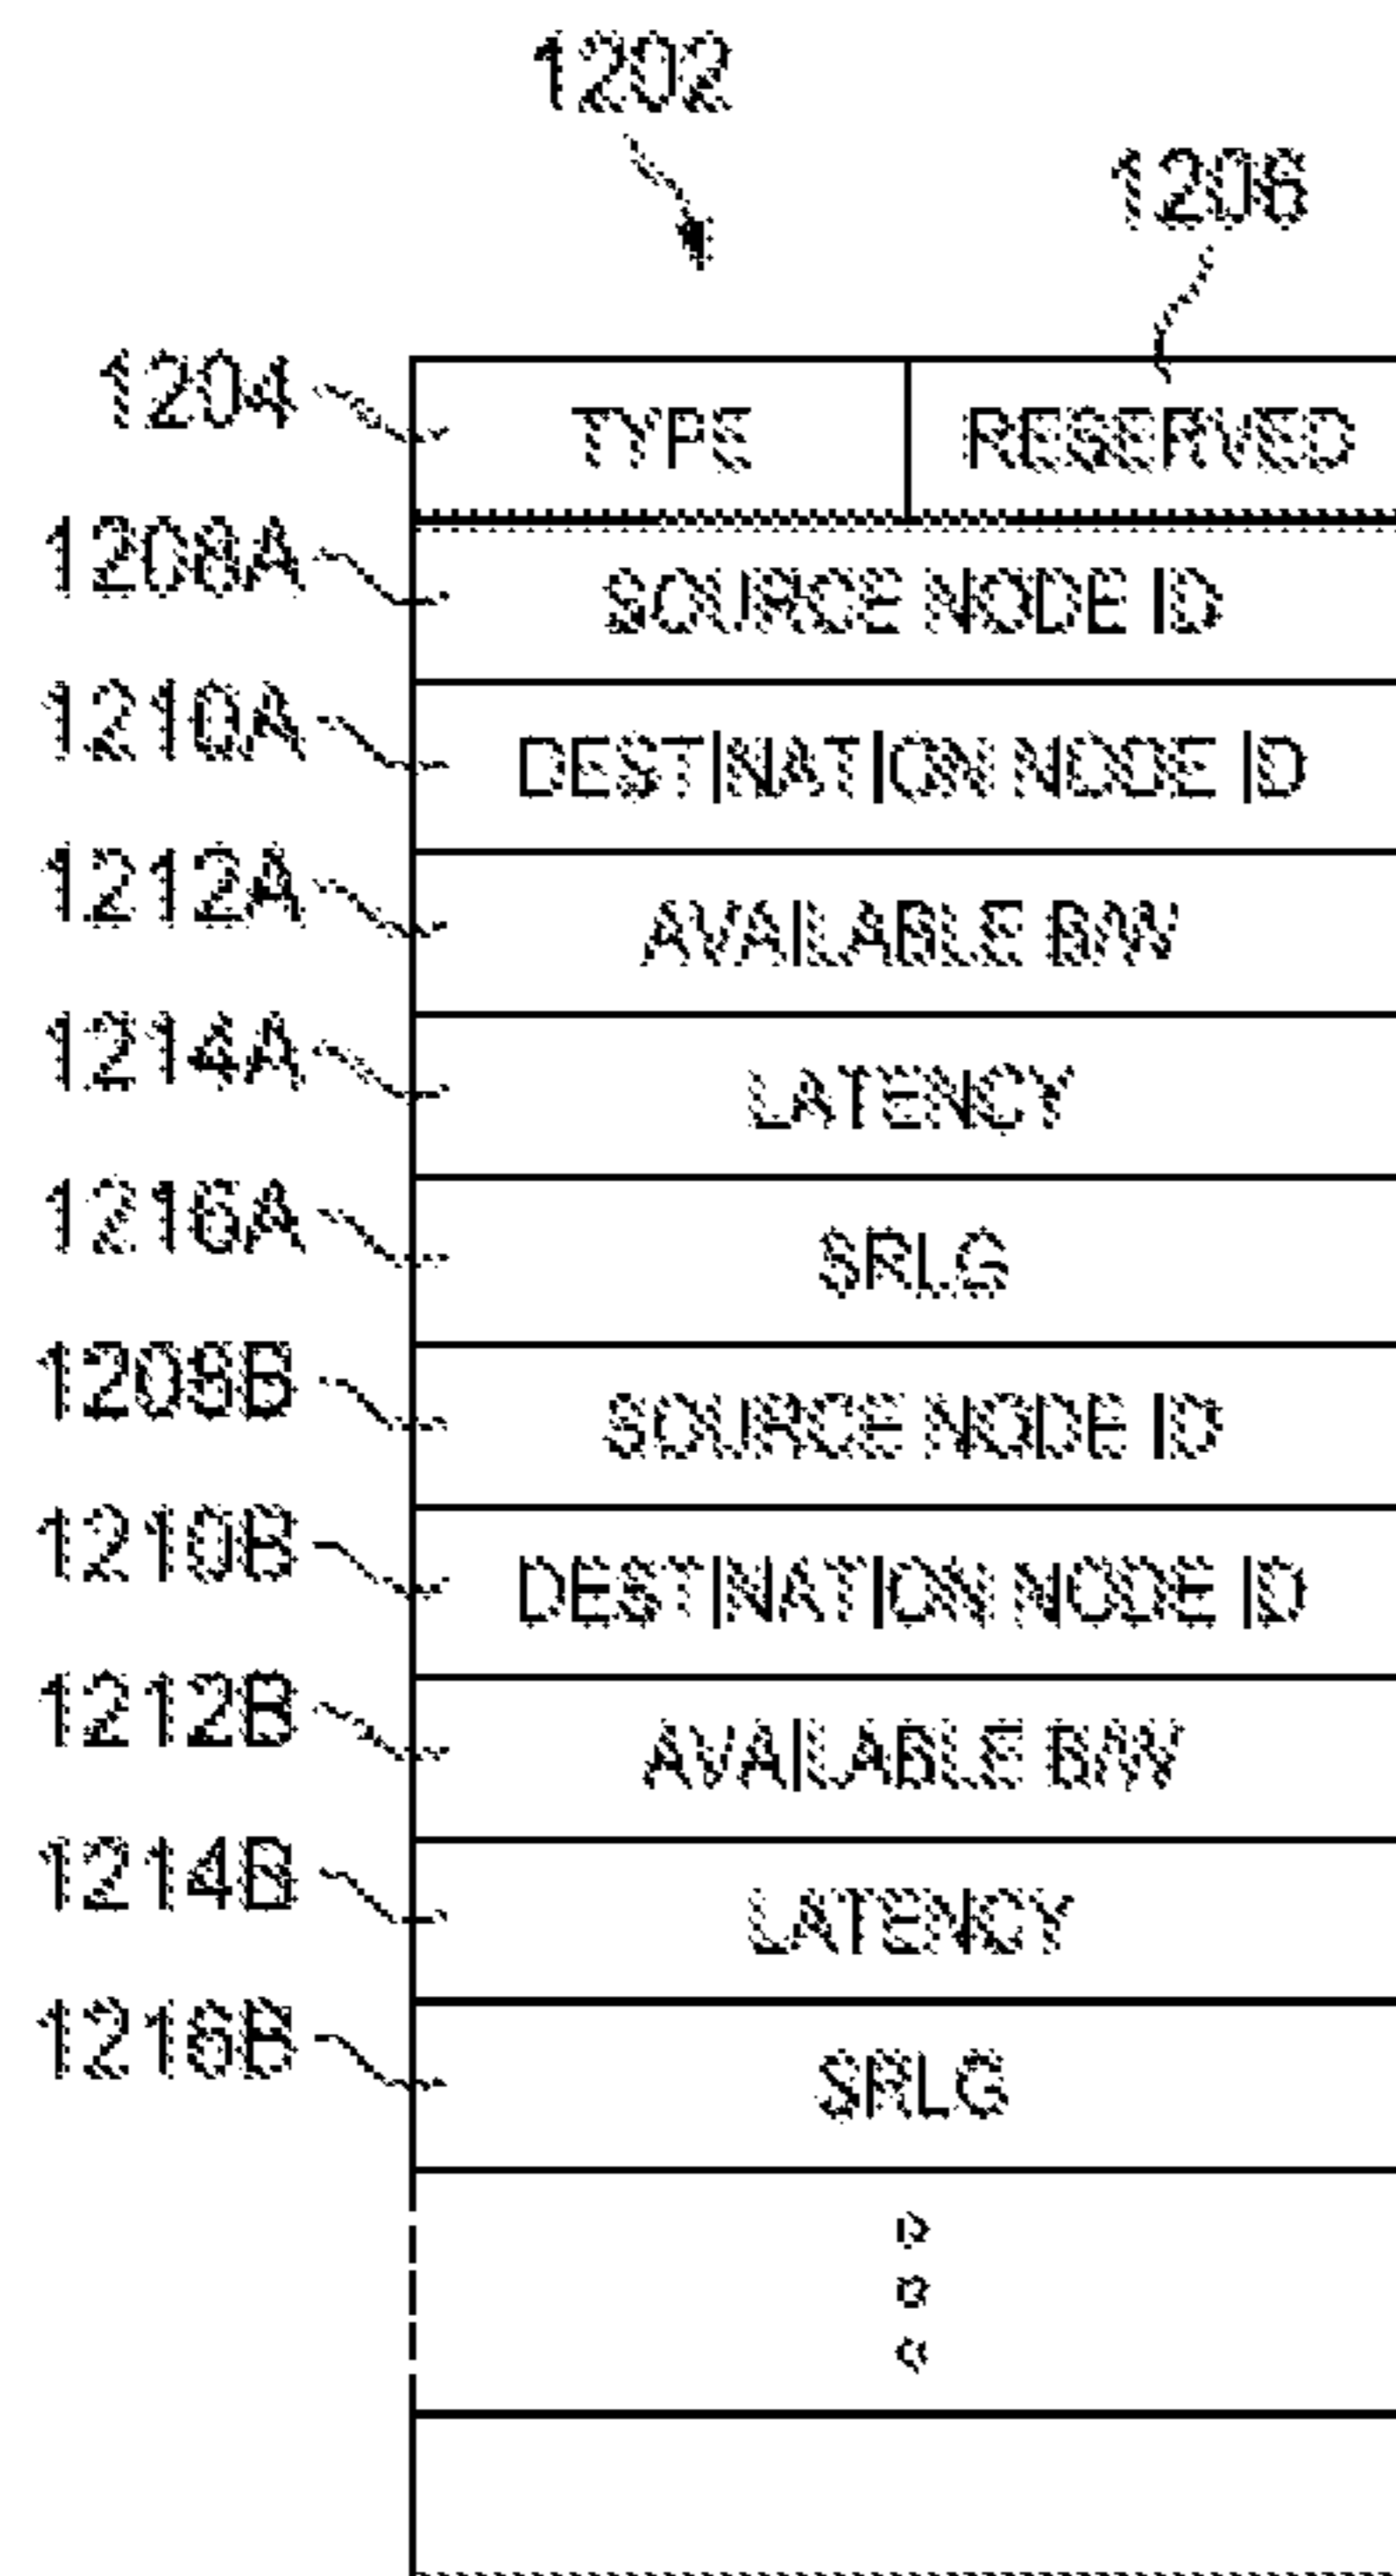 1202
1206
1204 TYPE RESERVED
1208A SOURCE NODE ID
1210A DESTINATION NODE ID
1212A AVAILABLE B/W
1214A LATENCY
1216A SRLG
1208B SOURCE NODE ID
1210B DESTINATION NODE ID
1212B AVAILABLE B/W
1214B LATENCY
1216B SRLG